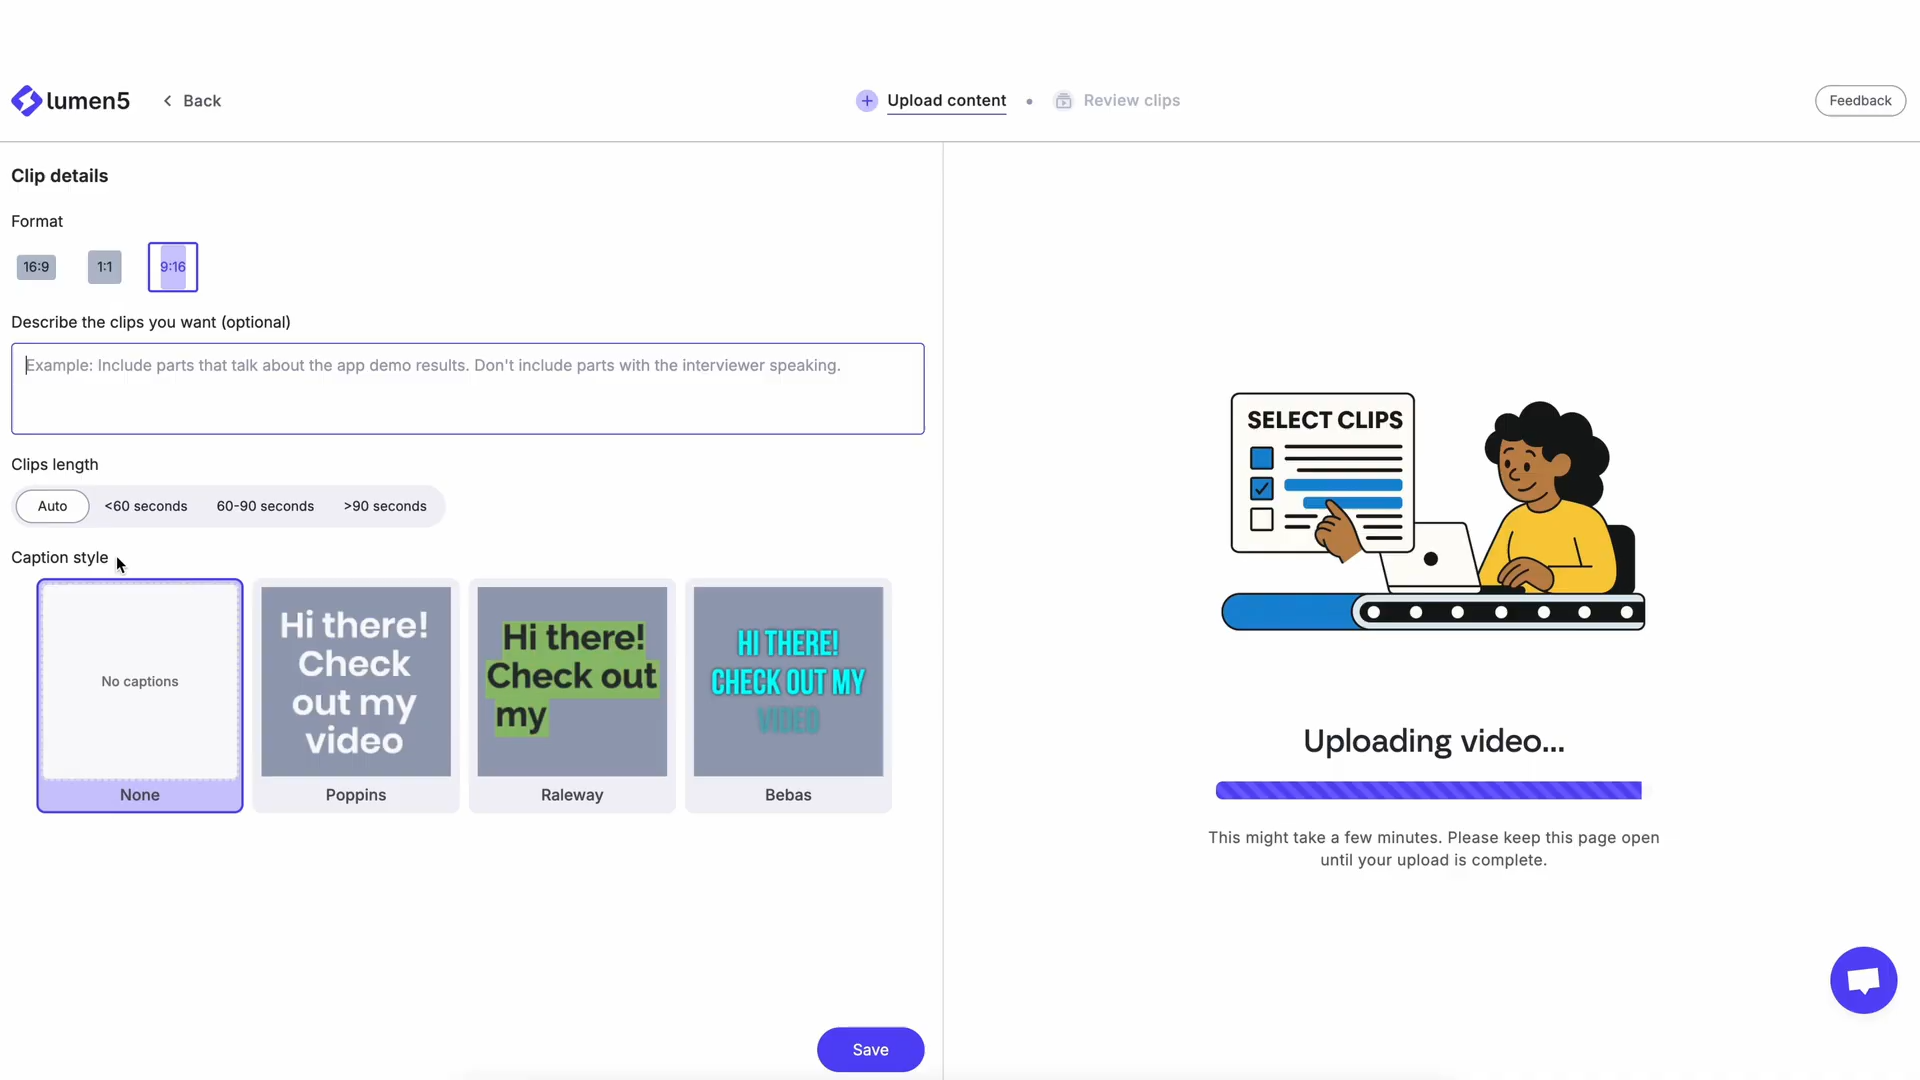 lumen5
Back
Upload content
Review clips
Feedback
Clip details
Format
16:9
1:1
9:16
Describe the clips you want (optional)
Example: Include parts that talk about the app demo results. Don't include parts with the interviewer speaking.
Clips length
Auto
<60 seconds
60-90 seconds
>90 seconds
Caption style
No captions
None
Hi there!
Check
out my
video
Poppins
Hi there!
Check out
my
Raleway
HI THERE!
CHECK OUT MY
VIDEO
Bebas
Save
SELECT CLIPS
Uploading video...
This might take a few minutes. Please keep this page open
until your upload is complete.